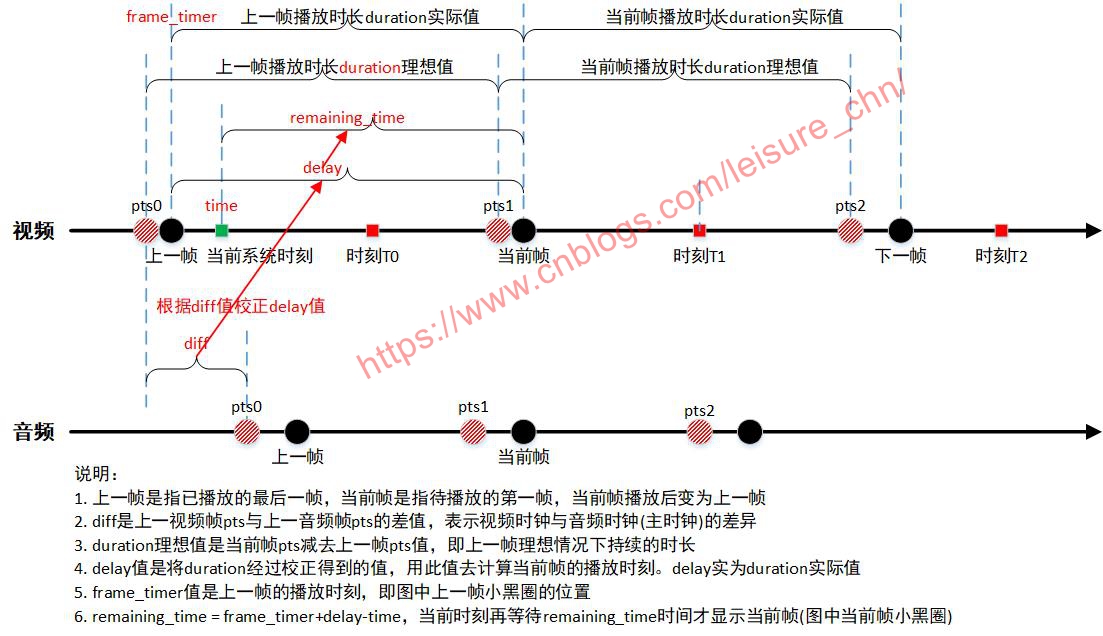 frame_timer 上一帧播放时长duration实际值 当前帧播放时长duration实际值
上一帧播放时长duration理想值 当前帧播放时长duration理想值
remaining_time
delay
pts0 time pts1 pts2
视频
上一帧 当前系统时刻 时刻T0 当前帧 时刻T1 下一帧 时刻T2
https://www.cnblogs.com/leisure_chn/
根据diff值校正delay值
diff
pts0 pts1 pts2
音频
上一帧 当前帧
说明：
1. 上一帧是指已播放的最后一帧，当前帧是指待播放的第一帧，当前帧播放后变为上一帧
2. diff是上一视频帧pts与上一音频帧pts的差值，表示视频时钟与音频时钟(主时钟)的差异
3. duration理想值是当前帧pts减去上一帧pts值，即上一帧理想情况下持续的时长
4. delay值是将duration经过校正得到的值，用此值去计算当前帧的播放时刻。delay实为duration实际值
5. frame_timer值是上一帧的播放时刻，即图中上一帧小黑圈的位置
6. remaining_time = frame_timer+delay-time，当前时刻再等待remaining_time时间才显示当前帧(图中当前帧小黑圈)